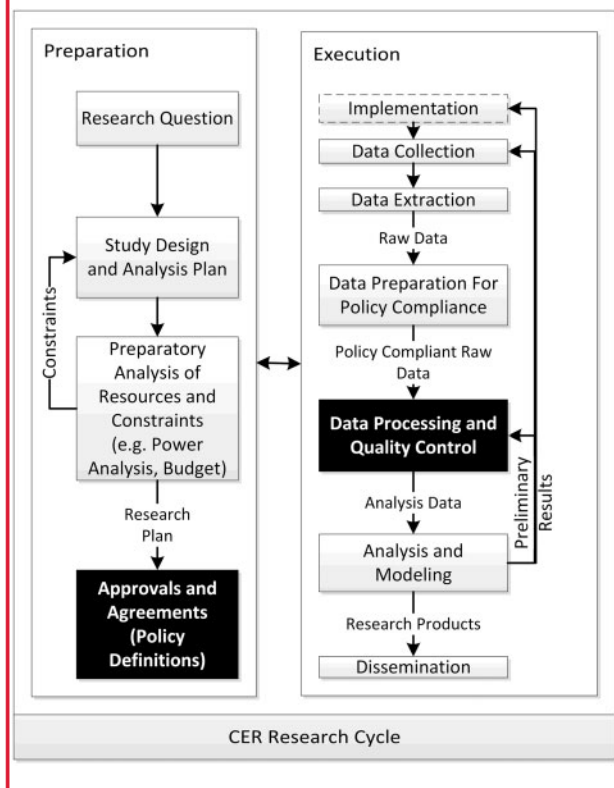 Preparation
Research Question
Study Design
and Analysis Plan
Constraints
Preparatory
Analysis of
Resources and
Constraints
(e.g. Power
Analysis, Budget)
Research
Plan
Approvals and
Agreements
(Policy
Definitions)
Execution
Implementation
Data Collection
Data Extraction
Raw Data
Data Preparation For
Policy Compliance
Policy Compliant Raw
Data
Data Processing and
Quality Control
Analysis Data
Preliminary
Results
Analysis and
Modeling
Research Products
Dissemination
CER Research Cycle